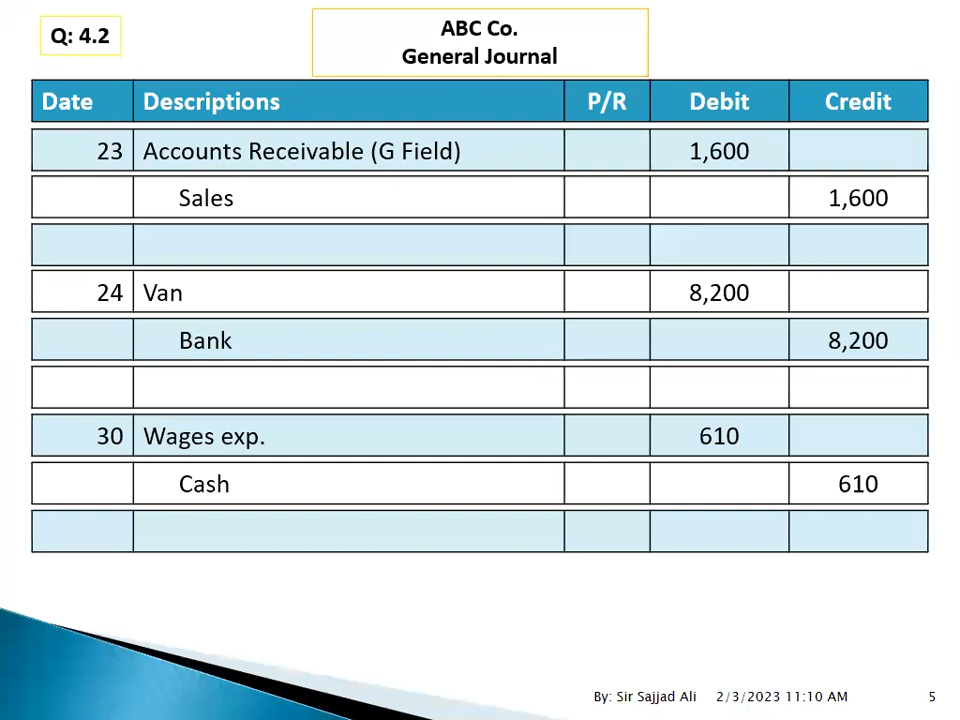 Q: 4.2
ABC Co.
General Journal
Date Descriptions P/R Debit Credit
23 Accounts Receivable (G Field) 1,600
Sales 1,600
24 Van 8,200
Bank 8,200
30 Wages exp. 610
Cash 610
By: Sir Sajjad Ali 2/3/2023 11:10 AM 5